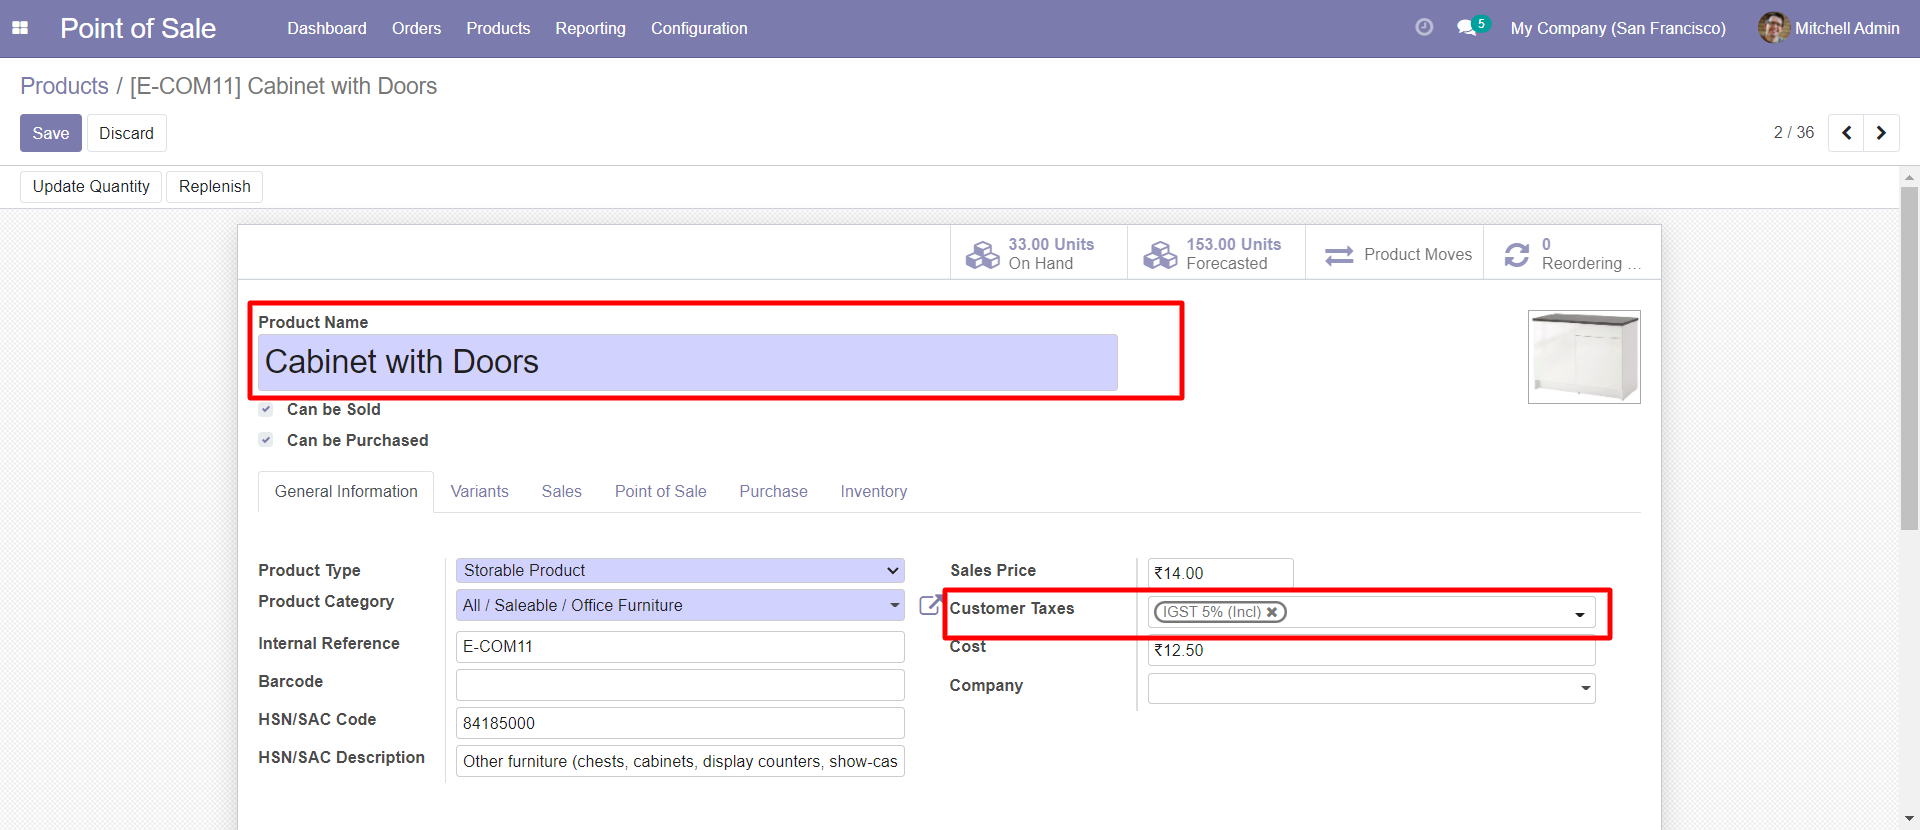 Point of Sale Dashboard Orders Products Reporting Configuration 5 My Company (San Francisco) Mitchell Admin
Products / [E-COM11] Cabinet with Doors
Save Discard 2 / 36
Update Quantity Replenish
33.00 Units On Hand
153.00 Units Forecasted
Product Moves
0 Reordering ...
Product Name
Cabinet with Doors
Can be Sold
Can be Purchased
General Information Variants Sales Point of Sale Purchase Inventory
Product Type Storable Product
Product Category All / Saleable / Office Furniture
Internal Reference E-COM11
Barcode
HSN/SAC Code 84185000
HSN/SAC Description Other furniture (chests, cabinets, display counters, show-cas
Sales Price ₹14.00
Customer Taxes IGST 5% (Incl)
Cost ₹12.50
Company